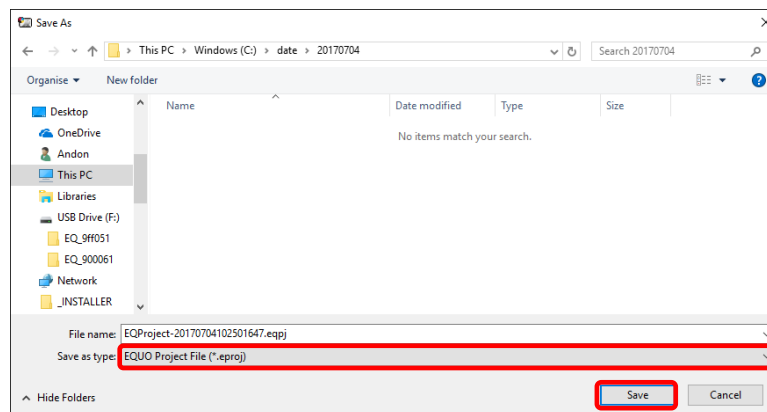 Save As
This PC > Windows (C:) > date > 20170704
Search 20170704
Organise New folder
Name Date modified Type Size
No items match your search.
Desktop
OneDrive
Andon
This PC
Libraries
USB Drive (F:)
EQ_9ff051
EQ_900061
Network
_INSTALLER
File name: EQProject-20170704102501647.eqpj
Save as type: EQUO Project File (*.eproj)
Hide Folders Save Cancel